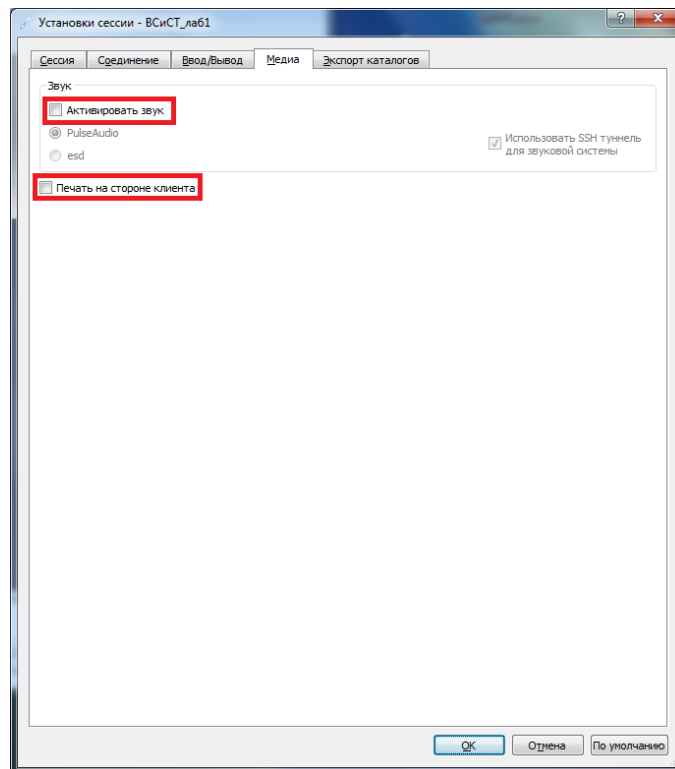 Установки сессии - ВСиСТ_лаб1
Сессия Соединение Ввод/Вывод Медиа Экспорт каталогов
Звук
Активировать звук
PulseAudio
esd
Использовать SSH туннель
для звуковой системы
Печать на стороне клиента
OK Отмена По умолчанию